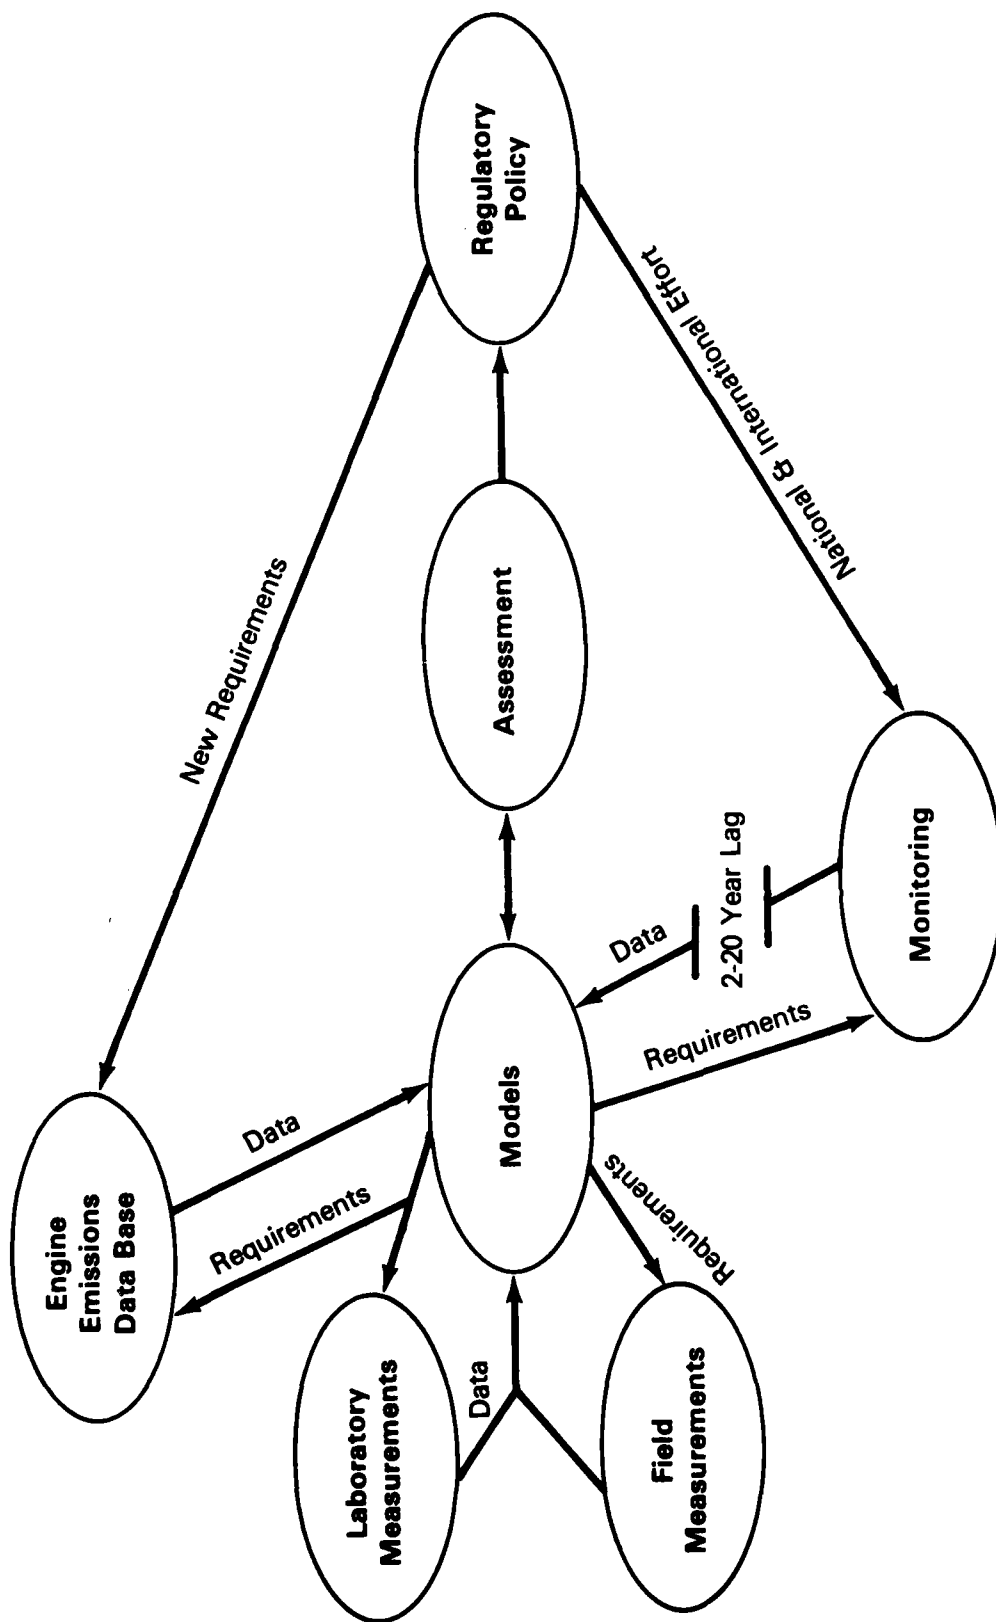 Engine
Emissions
Data Base
New Requirements
Data
Requirements
Laboratory
Measurements
Data
Models
Assessment
Regulatory
Policy
Field
Measurements
Requirements
Requirements
Data
2-20 Year Lag
National & International Effort
Monitoring